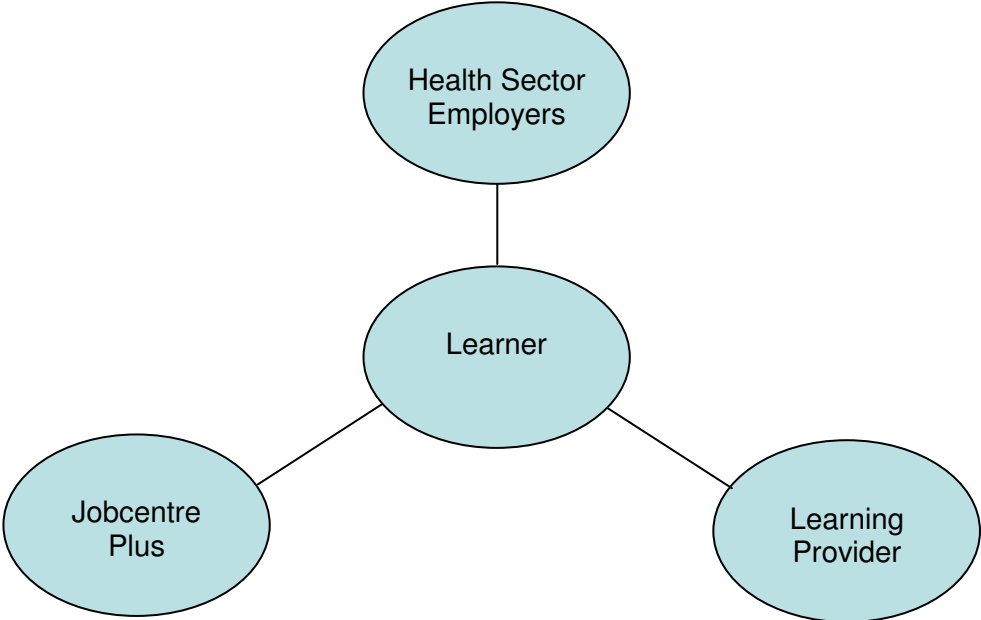 Health Sector
Employers
Learner
Jobcentre
Plus
Learning
Provider